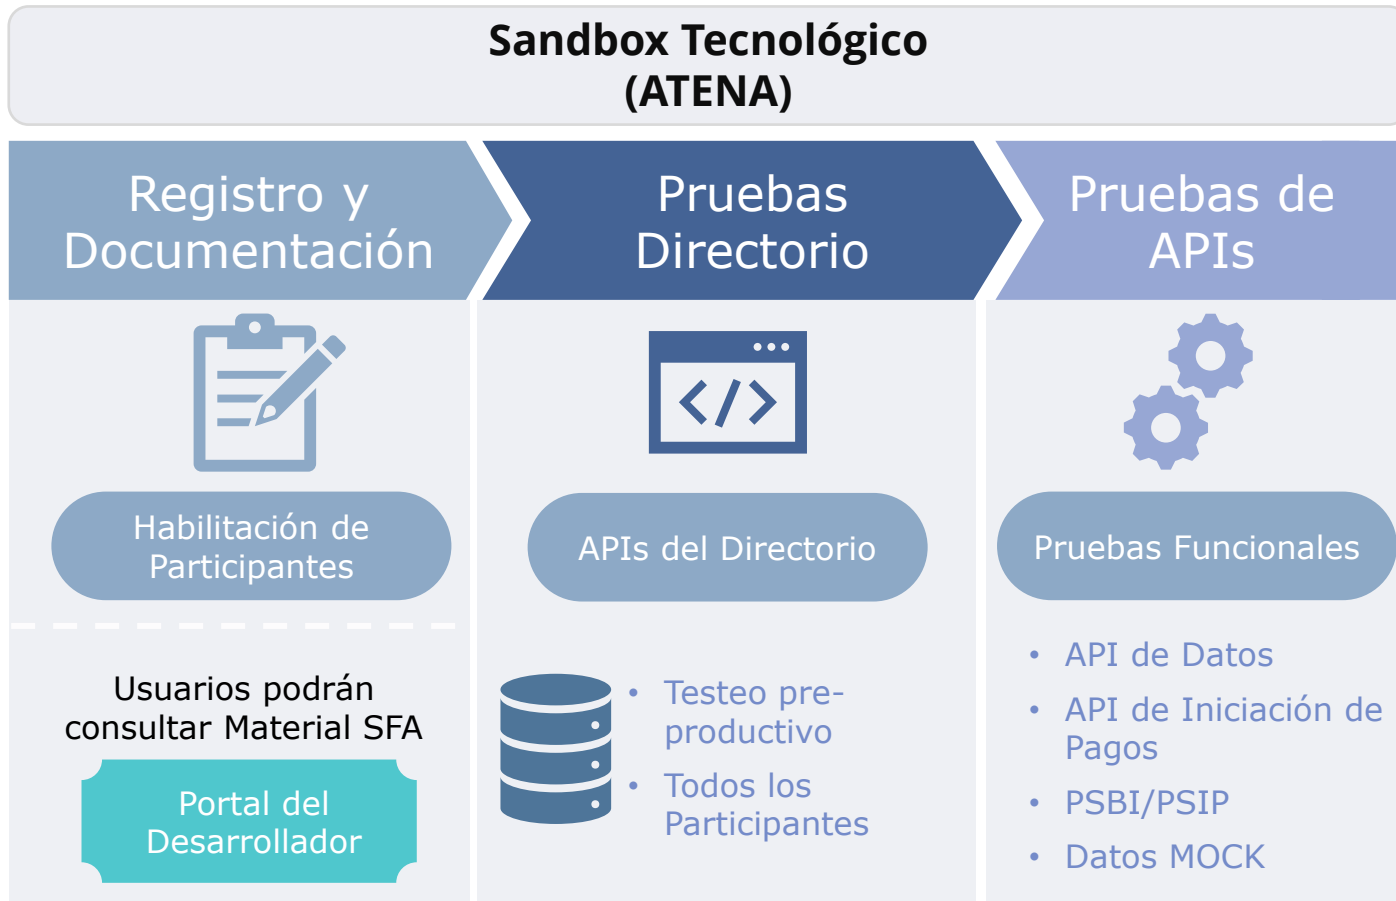 Sandbox Tecnológico
(ATENA)
Registro y
Documentación
Pruebas
Directorio
Pruebas de
APIs
</>
Habilitación de
Participantes
APIs del Directorio
Pruebas Funcionales
Usuarios podrán
consultar Material SFA
Portal del
Desarrollador
• Testeo pre-
productivo
• Todos los
Participantes
• API de Datos
• API de Iniciación de
Pagos
• PSBI/PSIP
• Datos MOCK